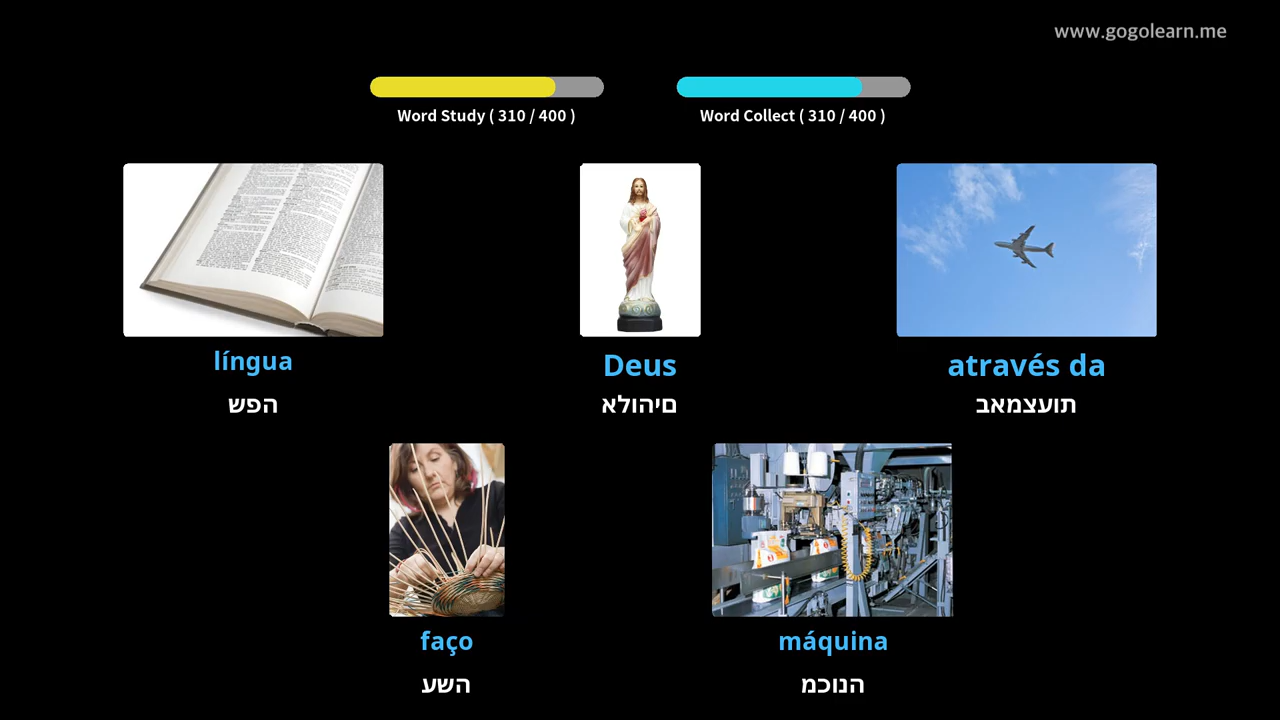 www.gogolearn.me
Word Study ( 310 / 400 )
Word Collect ( 310 / 400 )
língua
הפש
Deus
םיהולא
através da
תועצמאב
faço
השע
máquina
הנוכמ